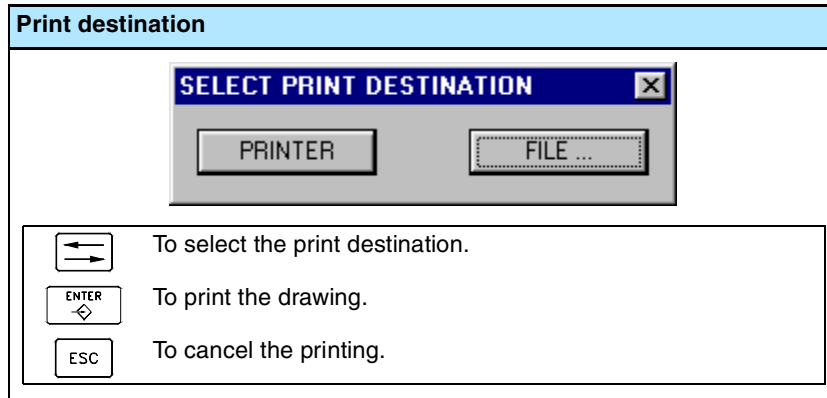 Print destination
SELECT PRINT DESTINATION
PRINTER FILE ...
To select the print destination.
ENTER To print the drawing.
ESC To cancel the printing.